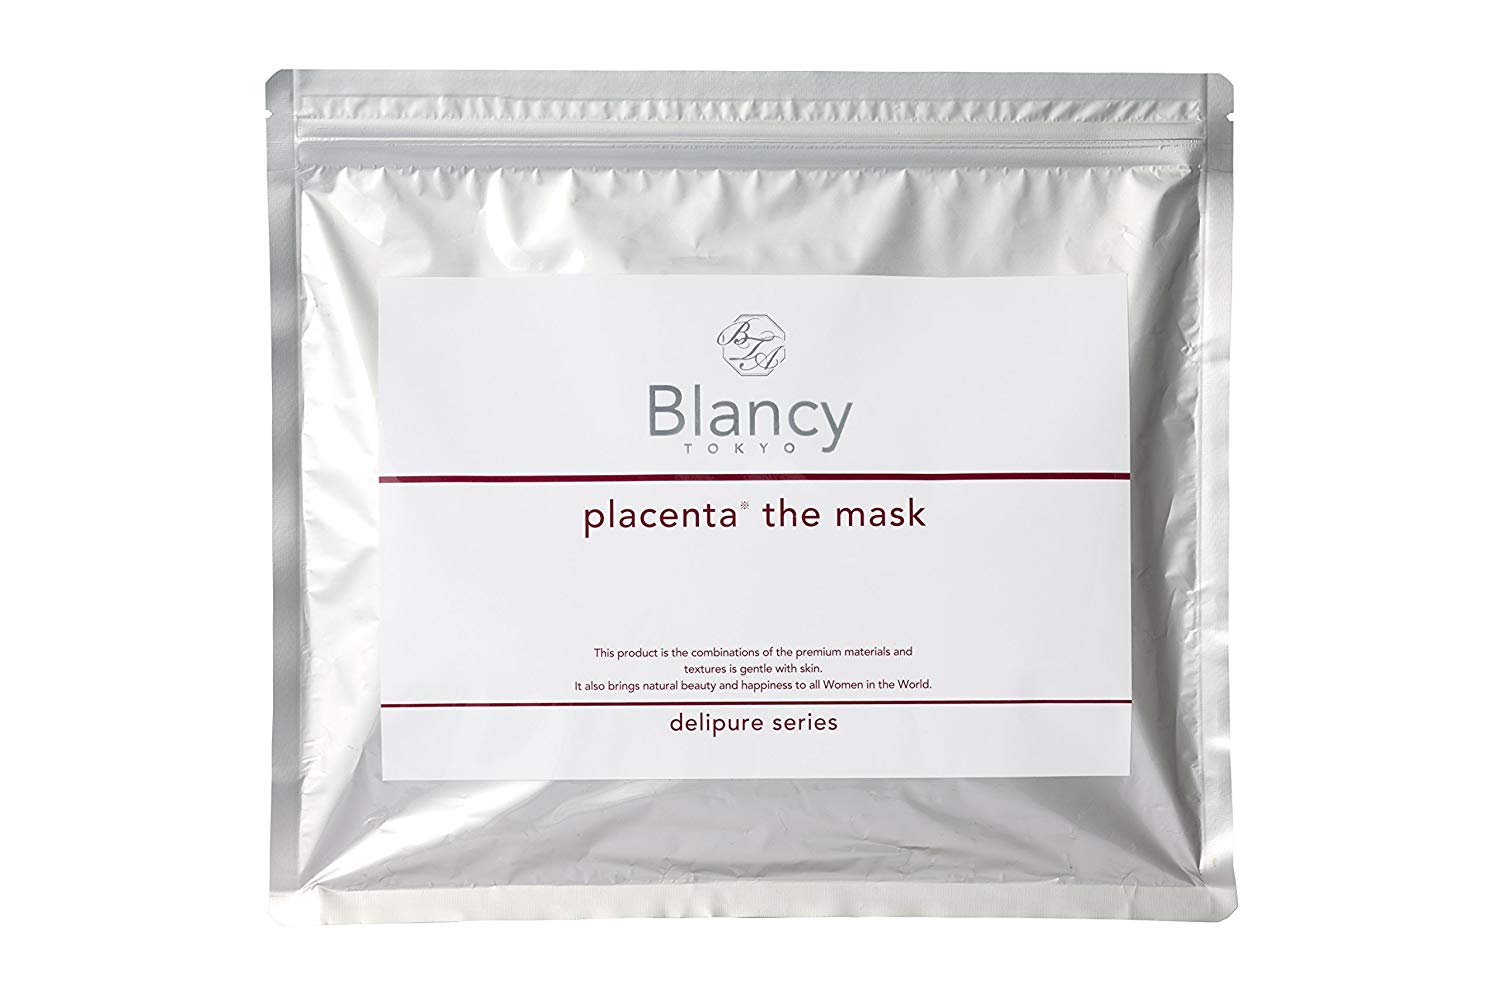 BTA
Blancy
TOKYO
placenta※ the mask
This product is the combinations of the premium materials and
textures is gentle with skin.
It also brings natural beauty and happiness to all Women in the World.
delipure series